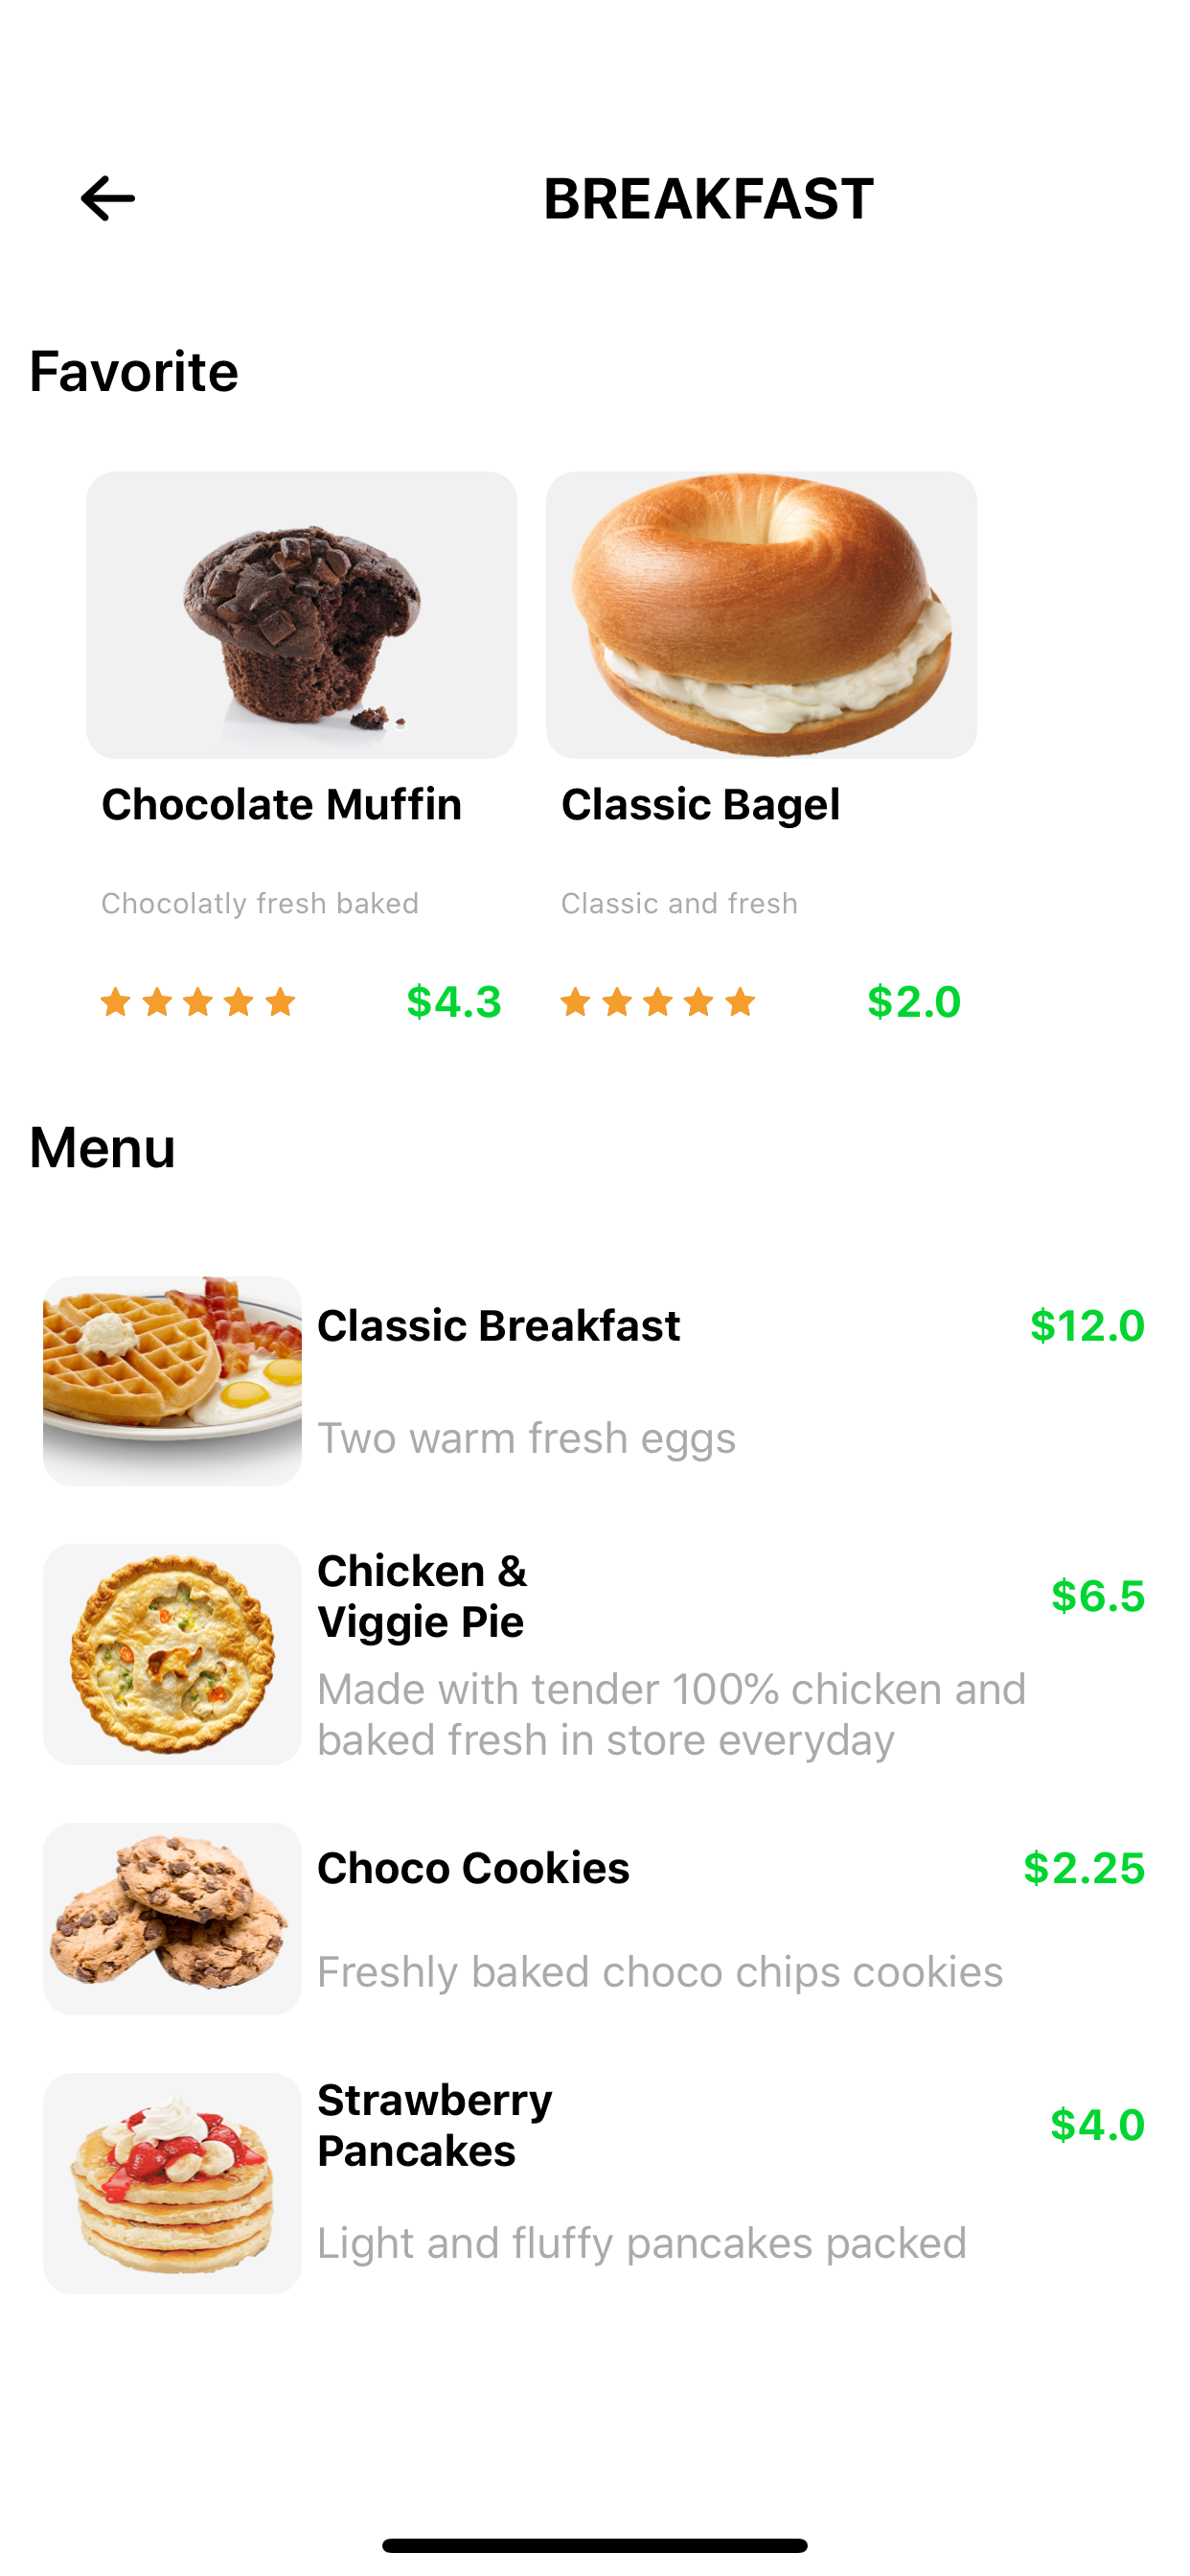 BREAKFAST
Favorite
Chocolate Muffin
Chocolatly fresh baked
$4.3
Classic Bagel
Classic and fresh
$2.0
Menu
Classic Breakfast
$12.0
Two warm fresh eggs
Chicken &
Viggie Pie
$6.5
Made with tender 100% chicken and
baked fresh in store everyday
Choco Cookies
$2.25
Freshly baked choco chips cookies
Strawberry
Pancakes
$4.0
Light and fluffy pancakes packed